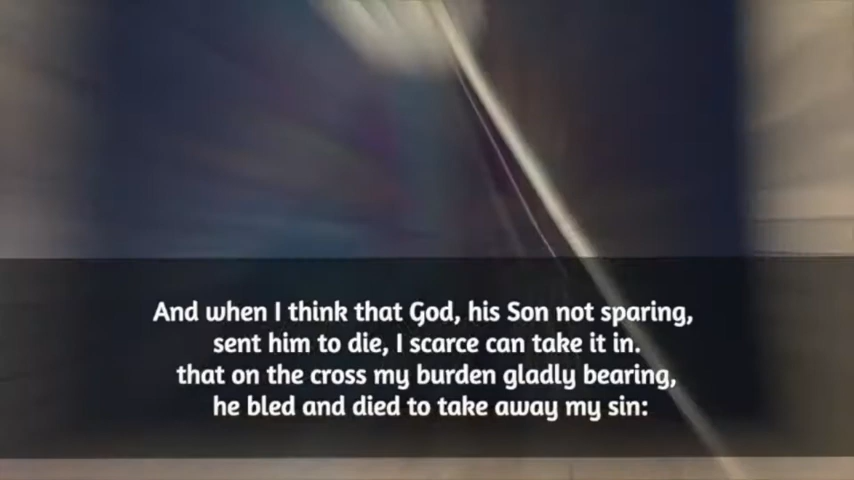 And when I think that God, his Son not sparing,
sent him to die, I scarce can take it in.
that on the cross my burden gladly bearing,
he bled and died to take away my sin: